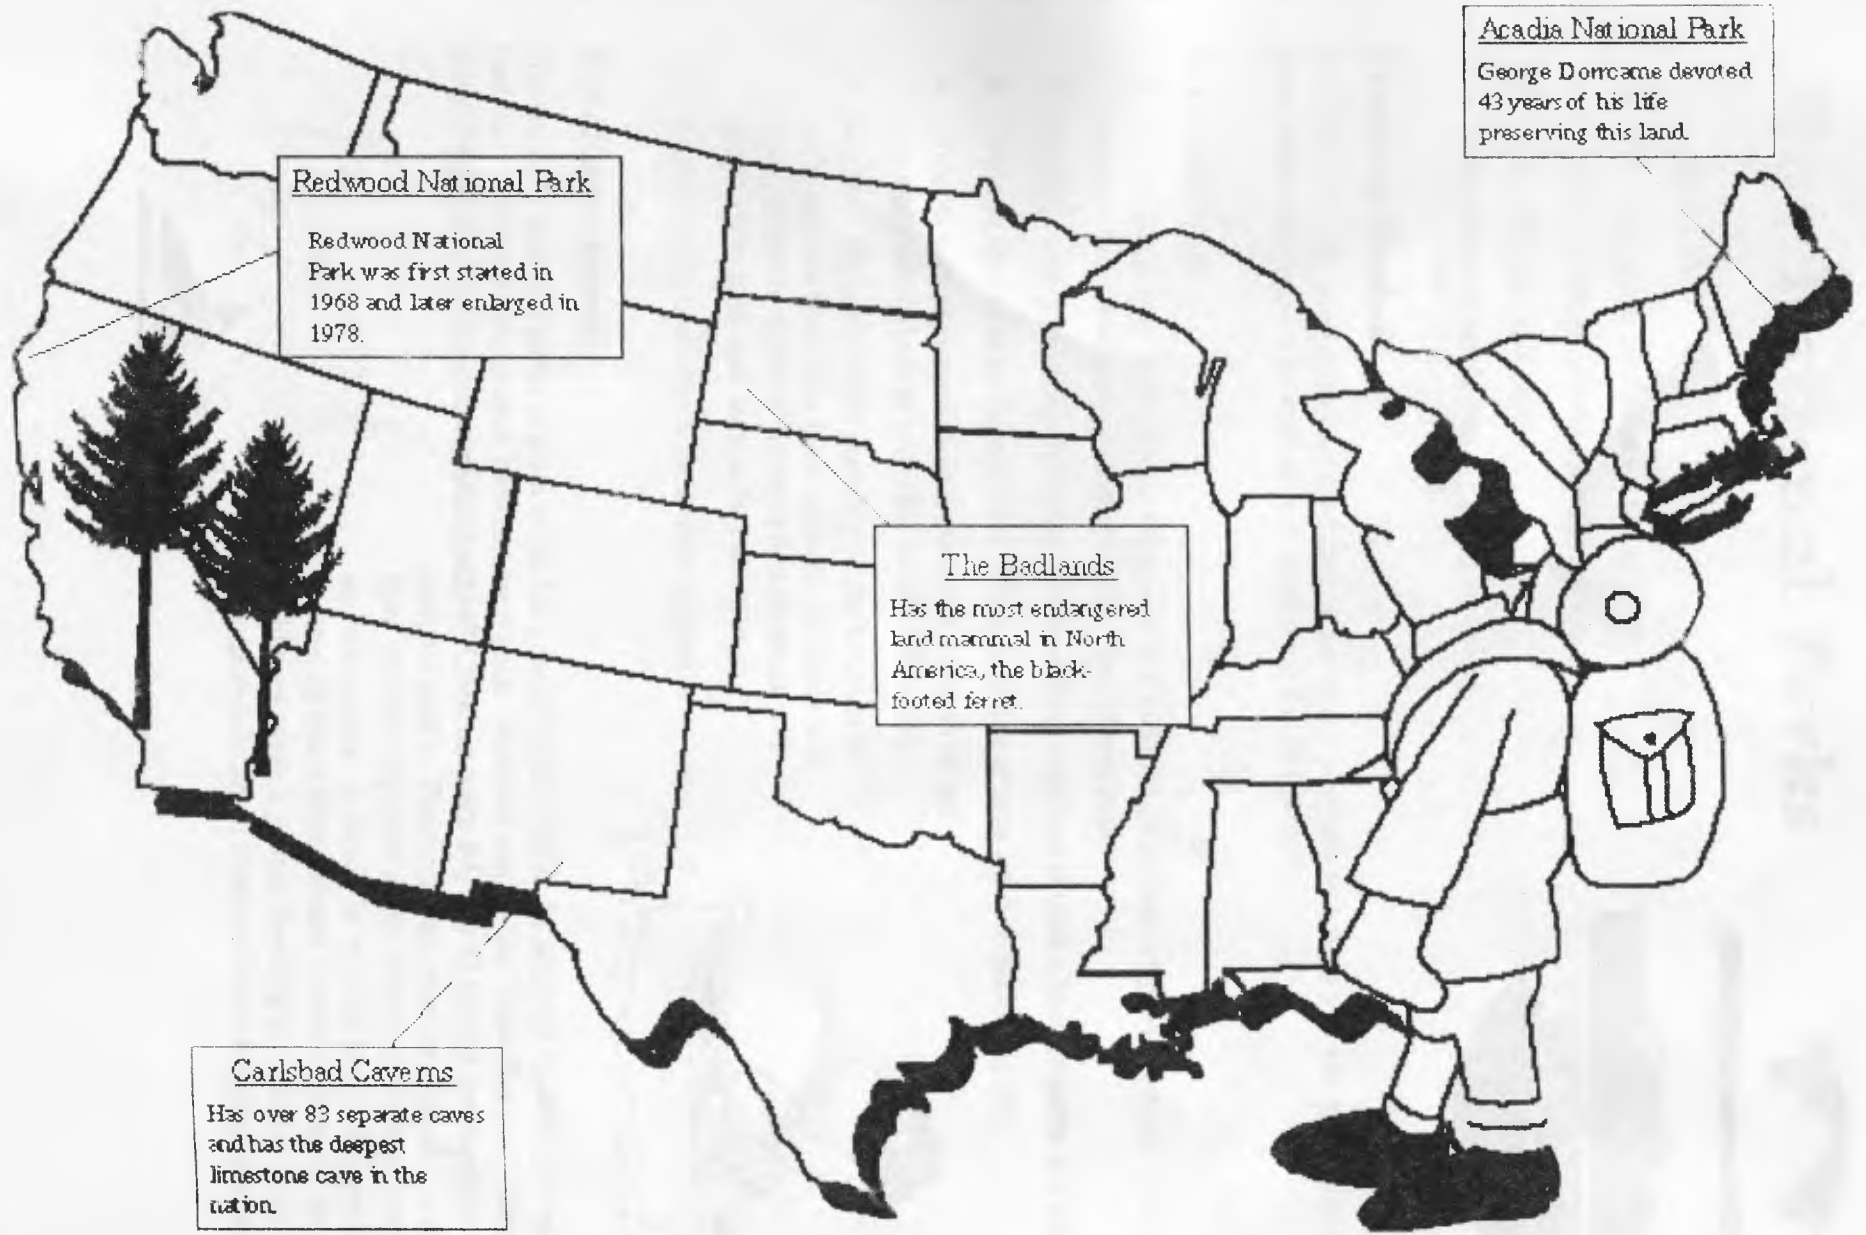 Acadia National Park
George Dorrcame devoted
43 years of his life
preserving this land.
Redwood National Park
Redwood National
Park was first started in
1968 and later enlarged in
1978.
The Badlands
Has the most endangered
land mammal in North
America, the black-
footed ferret.
Carlsbad Caverns
Has over 83 separate caves
and has the deepest
limestone cave in the
nation.